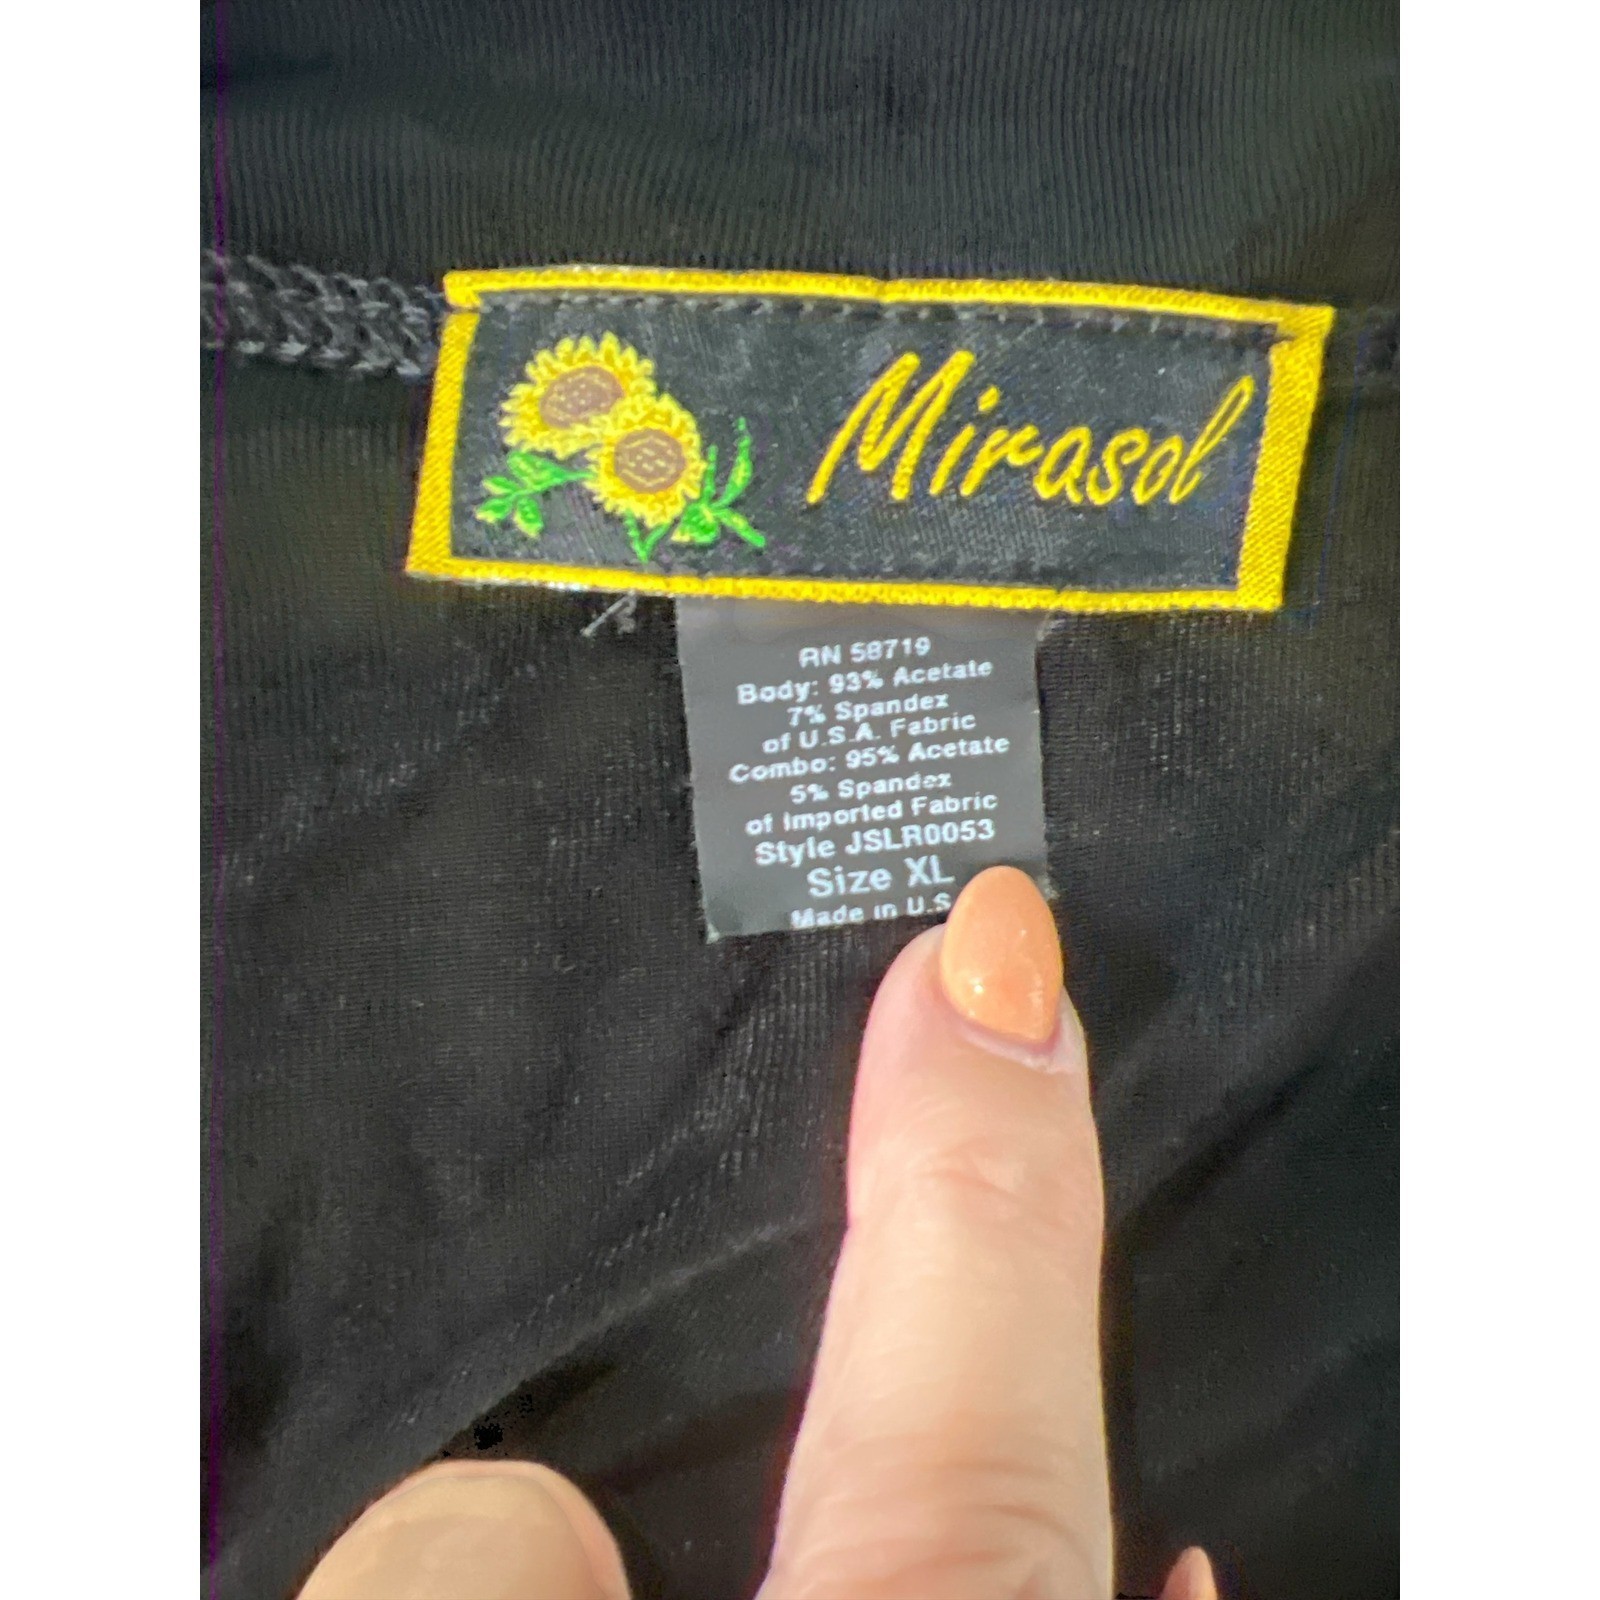 Mirasol
RN 58719
Body: 93% Acetate
7% Spandex
of U.S.A. Fabric
Combo: 95% Acetate
5% Spandex
of Imported Fabric
Style JSLR0053
Size XL
Made in U.S